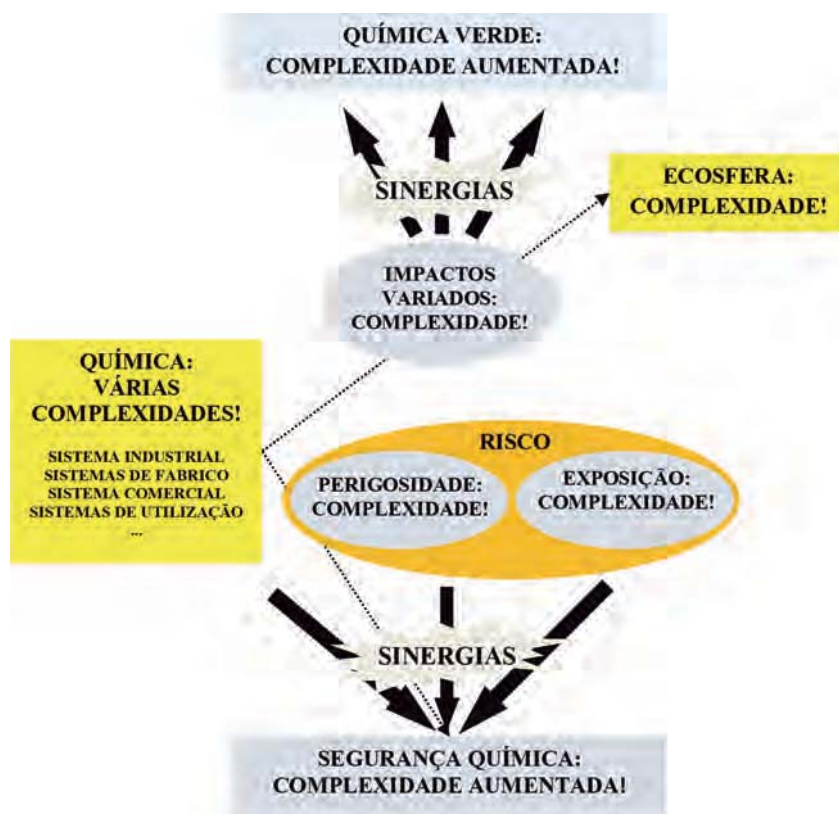 QUÍMICA VERDE:
COMPLEXIDADE AUMENTADA!
SINERGIAS
ECOSFERA:
COMPLEXIDADE!
IMPACTOS
VARIADOS:
COMPLEXIDADE!
QUÍMICA:
VÁRIAS
COMPLEXIDADES!
SISTEMA INDUSTRIAL
SISTEMAS DE FABRICO
SISTEMA COMERCIAL
SISTEMAS DE UTILIZAÇÃO
...
RISCO
PERIGOSIDADE:
COMPLEXIDADE!
EXPOSIÇÃO:
COMPLEXIDADE!
SINERGIAS
SEGURANÇA QUÍMICA:
COMPLEXIDADE AUMENTADA!